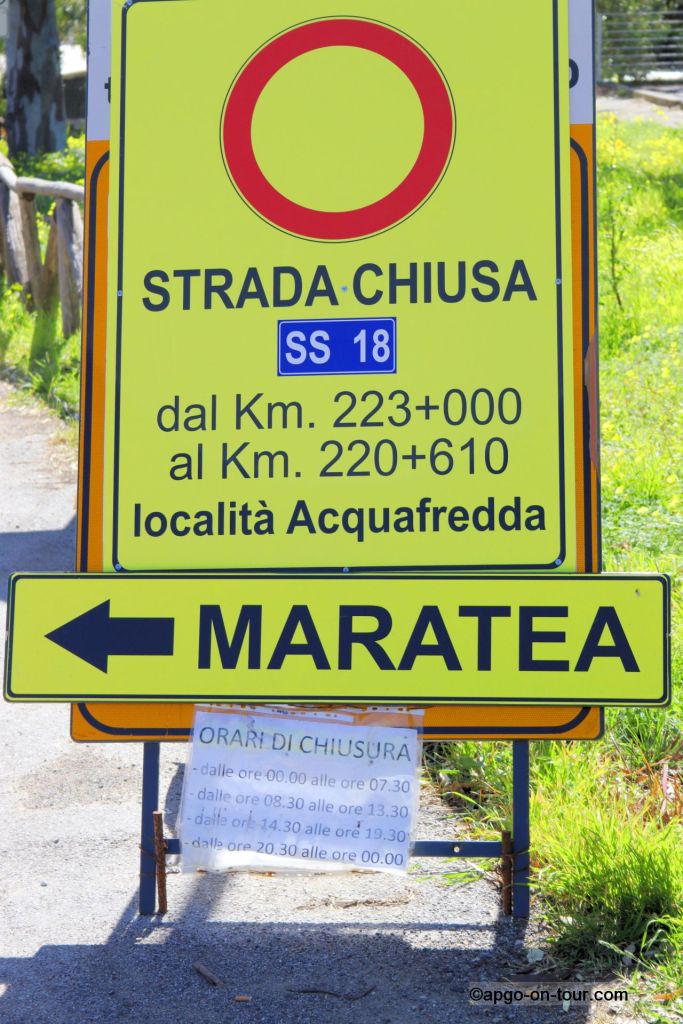 STRADA CHIUSA
SS 18
dal Km. 223+000
al Km. 220+610
località Acquafredda
MARATEA
ORARI DI CHIUSURA
- dalle ore 00.00 alle ore 07.30
- dalle ore 08.30 alle ore 13.30
- dalle ore 14.30 alle ore 19.30
- dalle ore 20.30 alle ore 00.00
©apgo-on-tour.com